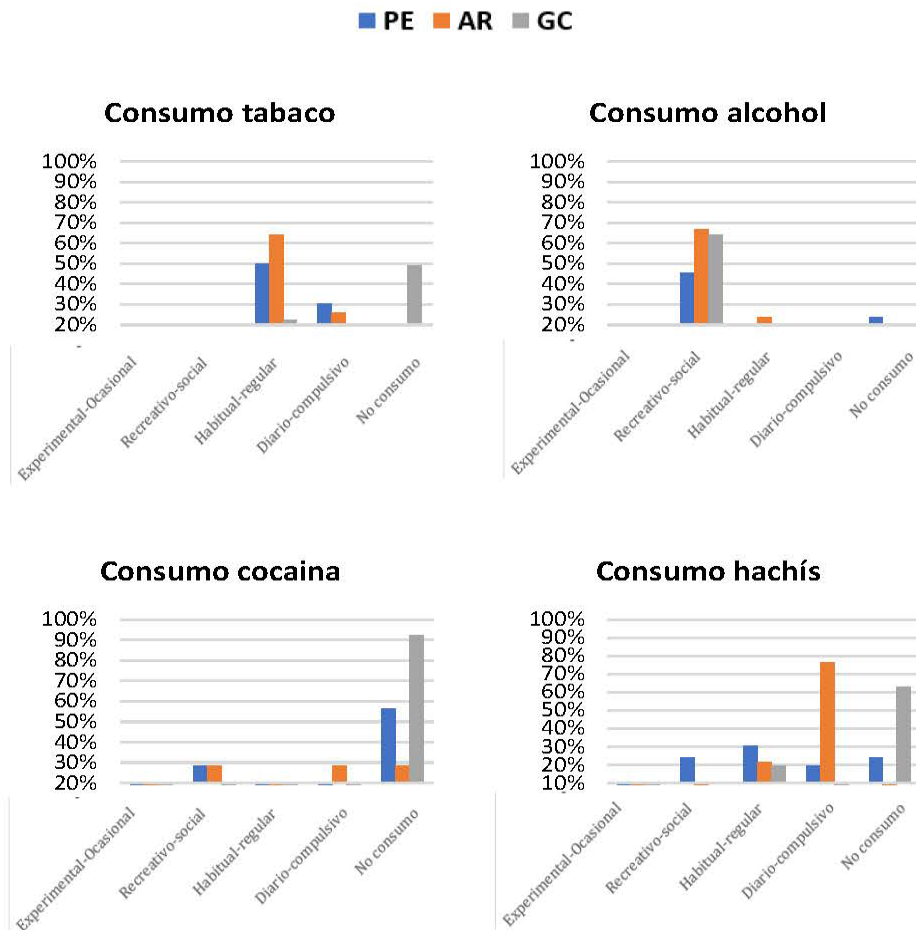 PE AR GC
Consumo tabaco
100%
90%
80%
70%
60%
50%
40%
30%
20%
-
Experimental-Ocasional
Recreativo-social
Habitual-regular
Diario-compulsivo
No consumo
Consumo alcohol
100%
90%
80%
70%
60%
50%
40%
30%
20%
-
Experimental-Ocasional
Recreativo-social
Habitual-regular
Diario-compulsivo
No consumo
Consumo cocaina
100%
90%
80%
70%
60%
50%
40%
30%
20%
-
Experimental-Ocasional
Recreativo-social
Habitual-regular
Diario-compulsivo
No consumo
Consumo hachís
100%
90%
80%
70%
60%
50%
40%
30%
20%
10%
-
Experimental-Ocasional
Recreativo-social
Habitual-regular
Diario-compulsivo
No consumo